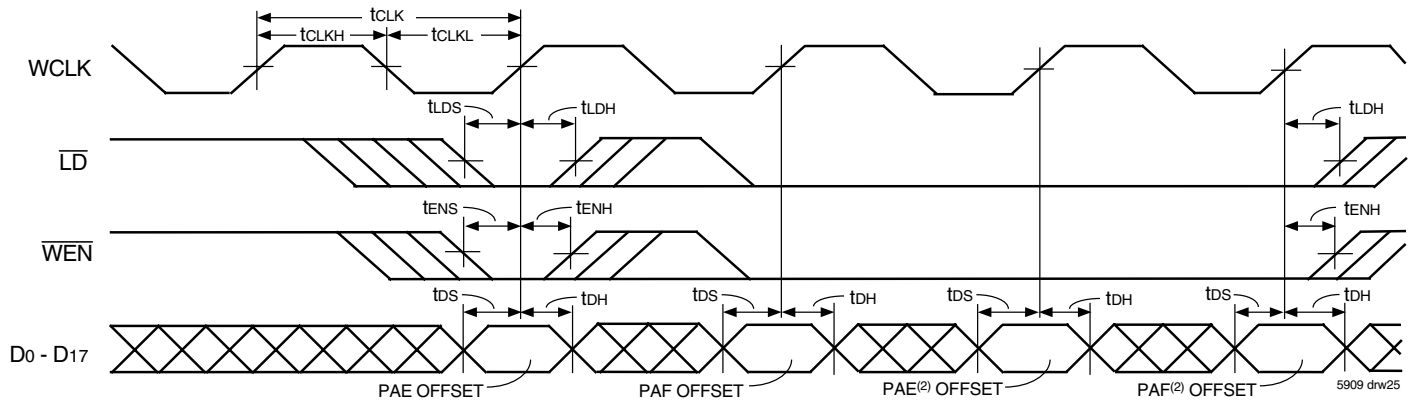 tCLK
tCLKH
tCLKL
WCLK
tLDS
tLDH
tLDH
LD
tENS
tENH
tENH
WEN
tDS
tDH
tDS
tDH
tDS
tDH
tDS
tDH
D0 - D17
PAE OFFSET
PAF OFFSET
PAE(2) OFFSET
PAF(2) OFFSET
5909 drw25